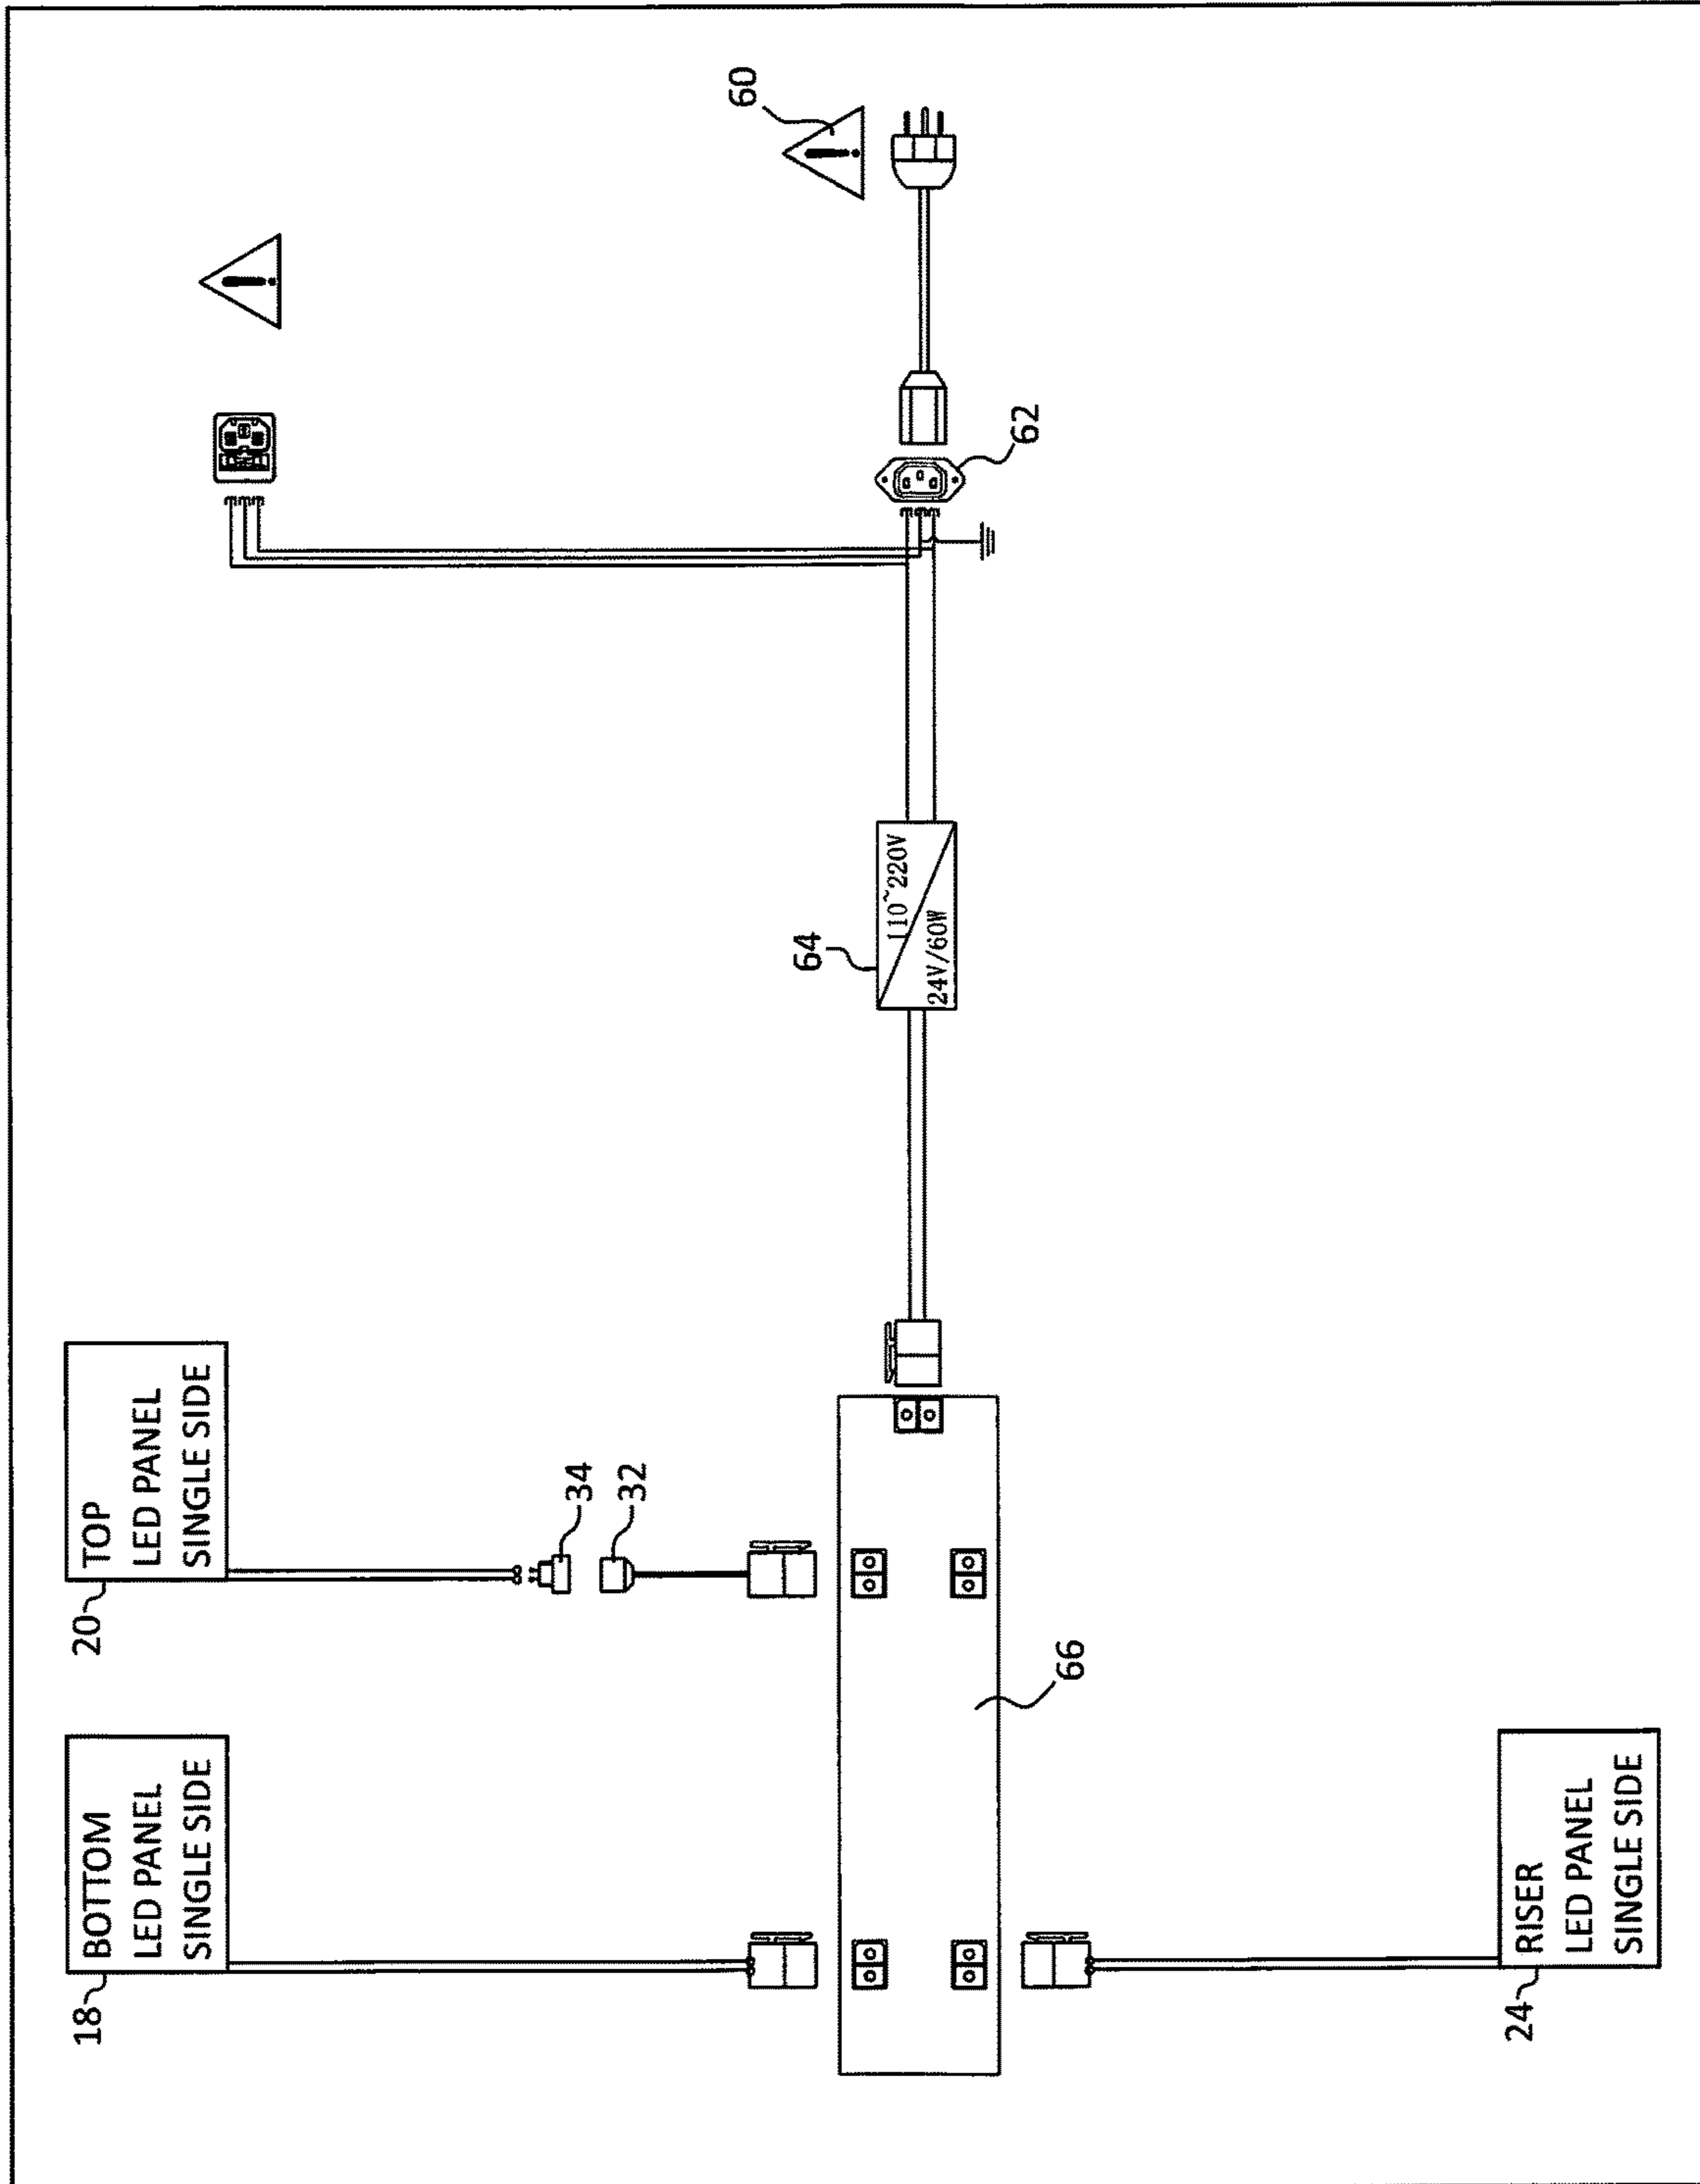 18
BOTTOM
LED PANEL
SINGLE SIDE
20
TOP
LED PANEL
SINGLE SIDE
34
32
60
62
64
110~220V
24V/60W
66
24
RISER
LED PANEL
SINGLE SIDE